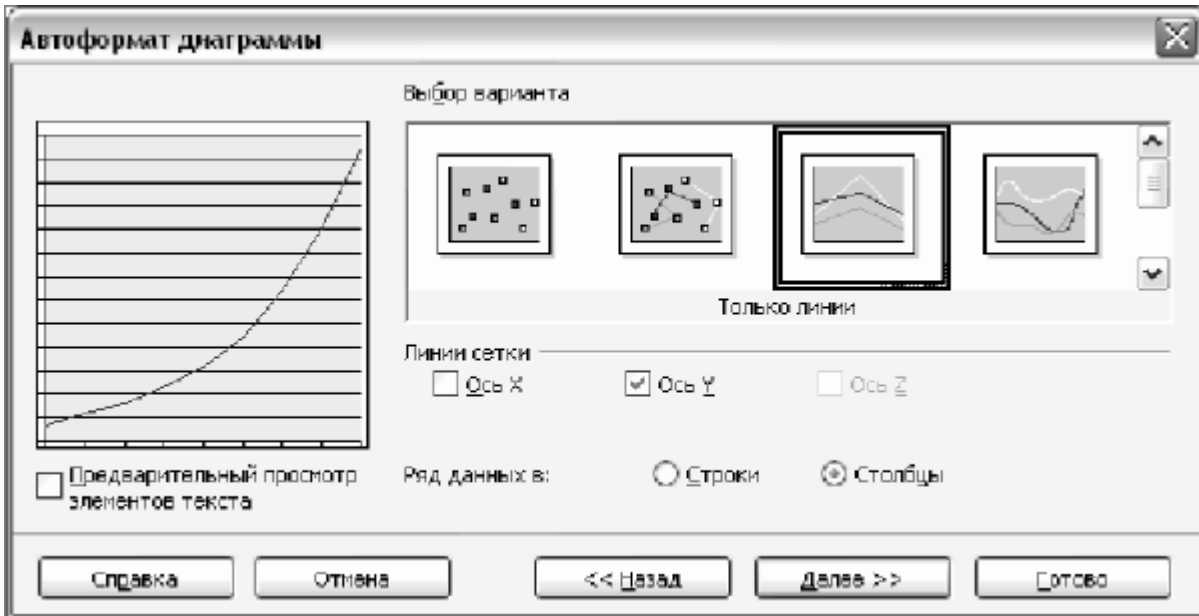 Автоформат диаграммы
Выбор варианта
Только линии
Линии сетки
Ось X
Ось Y
Ось Z
Предварительный просмотр
элементов текста
Ряд данных в:
Строки
Столбцы
Справка
Отмена
<< Назад
Далее >>
Готово